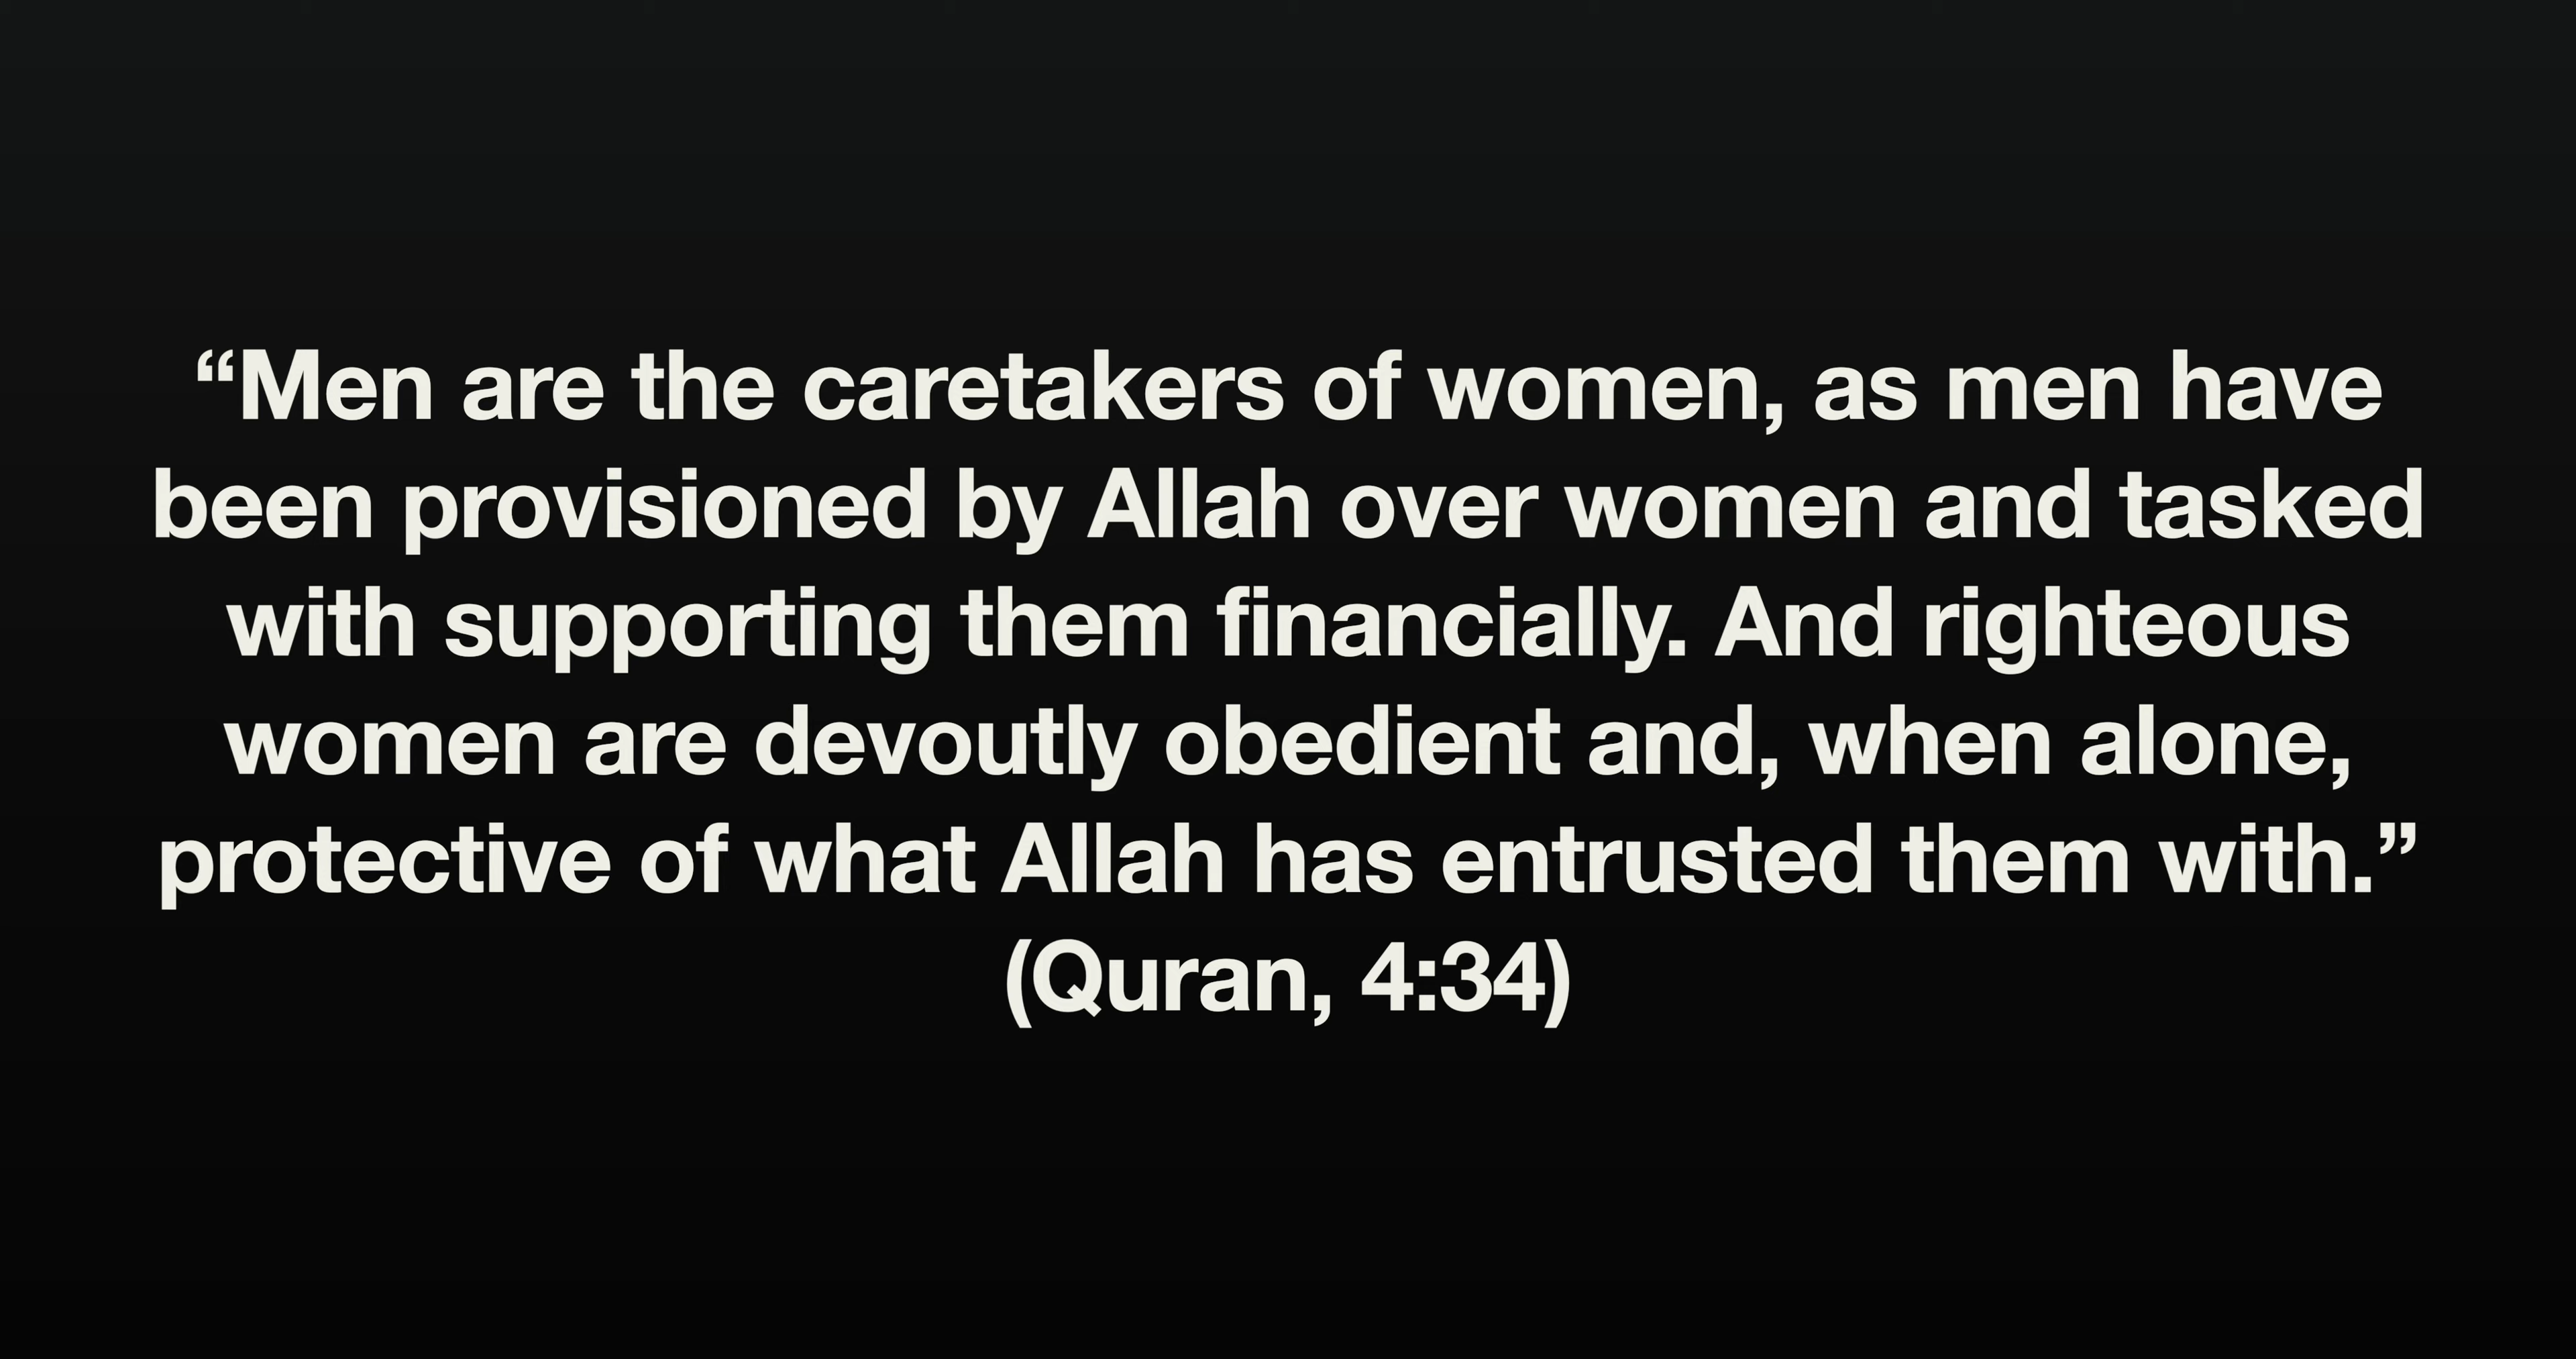 “Men are the caretakers of women, as men have
been provisioned by Allah over women and tasked
with supporting them financially. And righteous
women are devoutly obedient and, when alone,
protective of what Allah has entrusted them with.”
(Quran, 4:34)